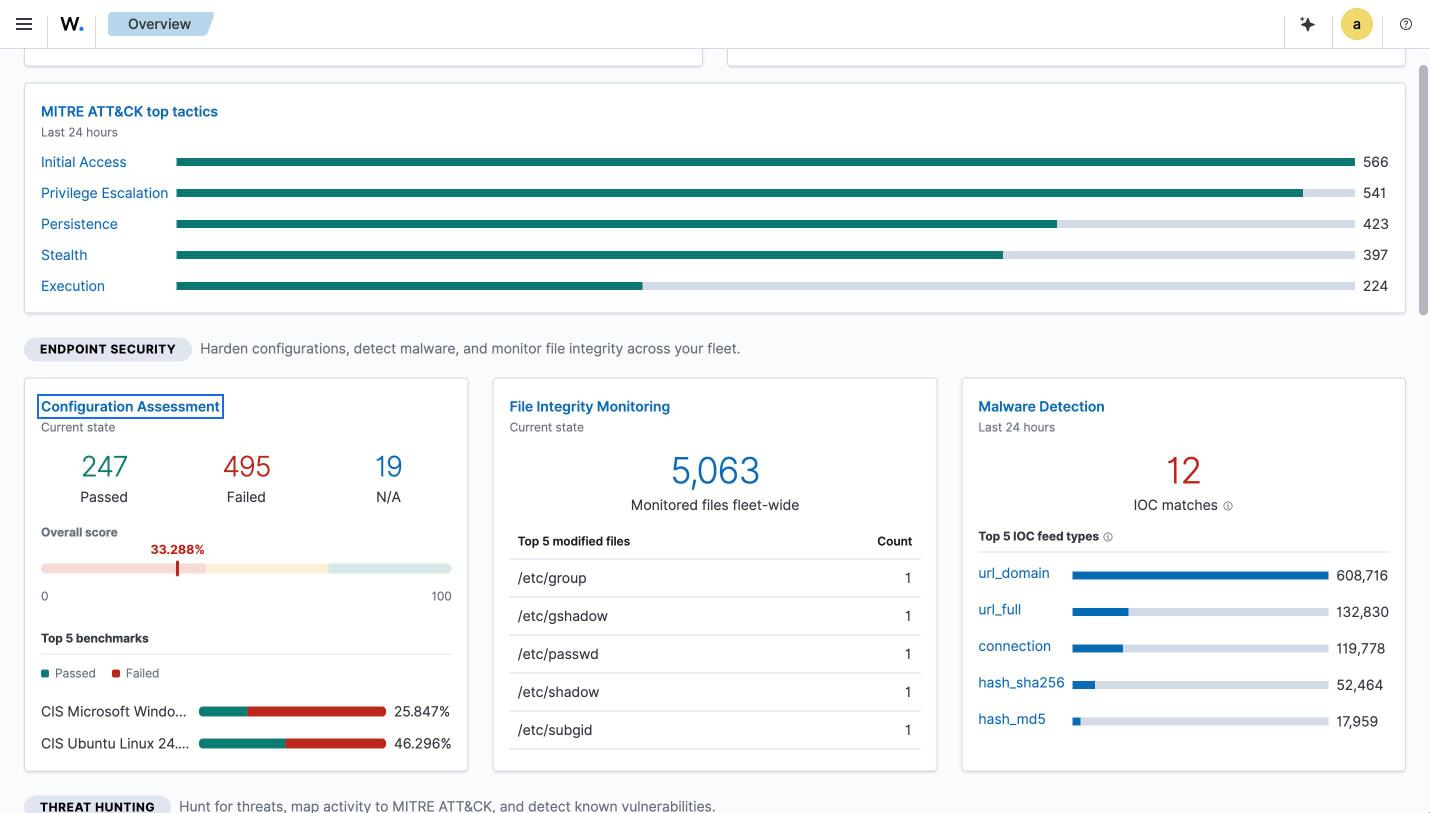 W. Overview a
MITRE ATT&CK top tactics
Last 24 hours
Initial Access 566
Privilege Escalation 541
Persistence 423
Stealth 397
Execution 224
ENDPOINT SECURITY Harden configurations, detect malware, and monitor file integrity across your fleet.
Configuration Assessment
Current state
247 495 19
Passed Failed N/A
Overall score
33.288%
0 100
Top 5 benchmarks
Passed Failed
CIS Microsoft Windo... 25.847%
CIS Ubuntu Linux 24.... 46.296%
File Integrity Monitoring
Current state
5,063
Monitored files fleet-wide
Top 5 modified files Count
/etc/group 1
/etc/gshadow 1
/etc/passwd 1
/etc/shadow 1
/etc/subgid 1
Malware Detection
Last 24 hours
12
IOC matches
Top 5 IOC feed types
url_domain 608,716
url_full 132,830
connection 119,778
hash_sha256 52,464
hash_md5 17,959
THREAT HUNTING Hunt for threats, map activity to MITRE ATT&CK, and detect known vulnerabilities.